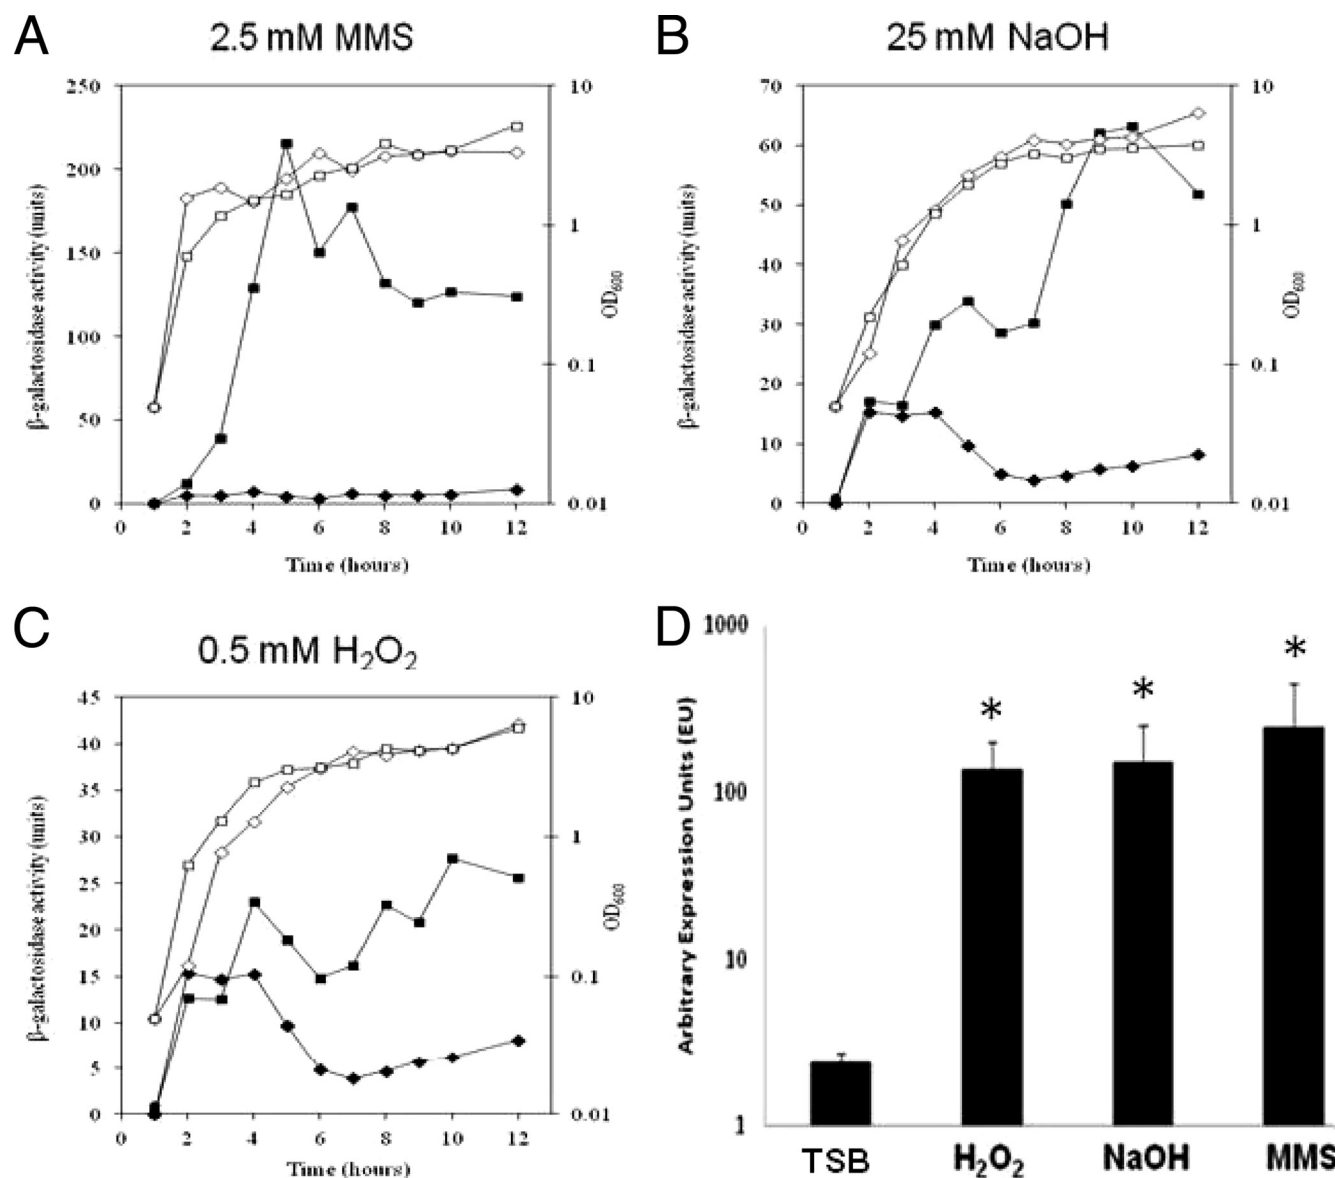 A
2.5 mM MMS
250
200
150
100
50
0
10
1
0.1
0.01
β-galactosidase activity (units)
OD600
0 2 4 6 8 10 12
Time (hours)
B
25 mM NaOH
70
60
50
40
30
20
10
0
10
1
0.1
0.01
β-galactosidase activity (units)
OD600
0 2 4 6 8 10 12
Time (hours)
C
0.5 mM H2O2
45
40
35
30
25
20
15
10
5
0
10
1
0.1
0.01
β-galactosidase activity (units)
OD600
0 2 4 6 8 10 12
Time (hours)
D
1000
100
10
1
Arbitrary Expression Units (EU)
* * *
TSB H2O2 NaOH MMS